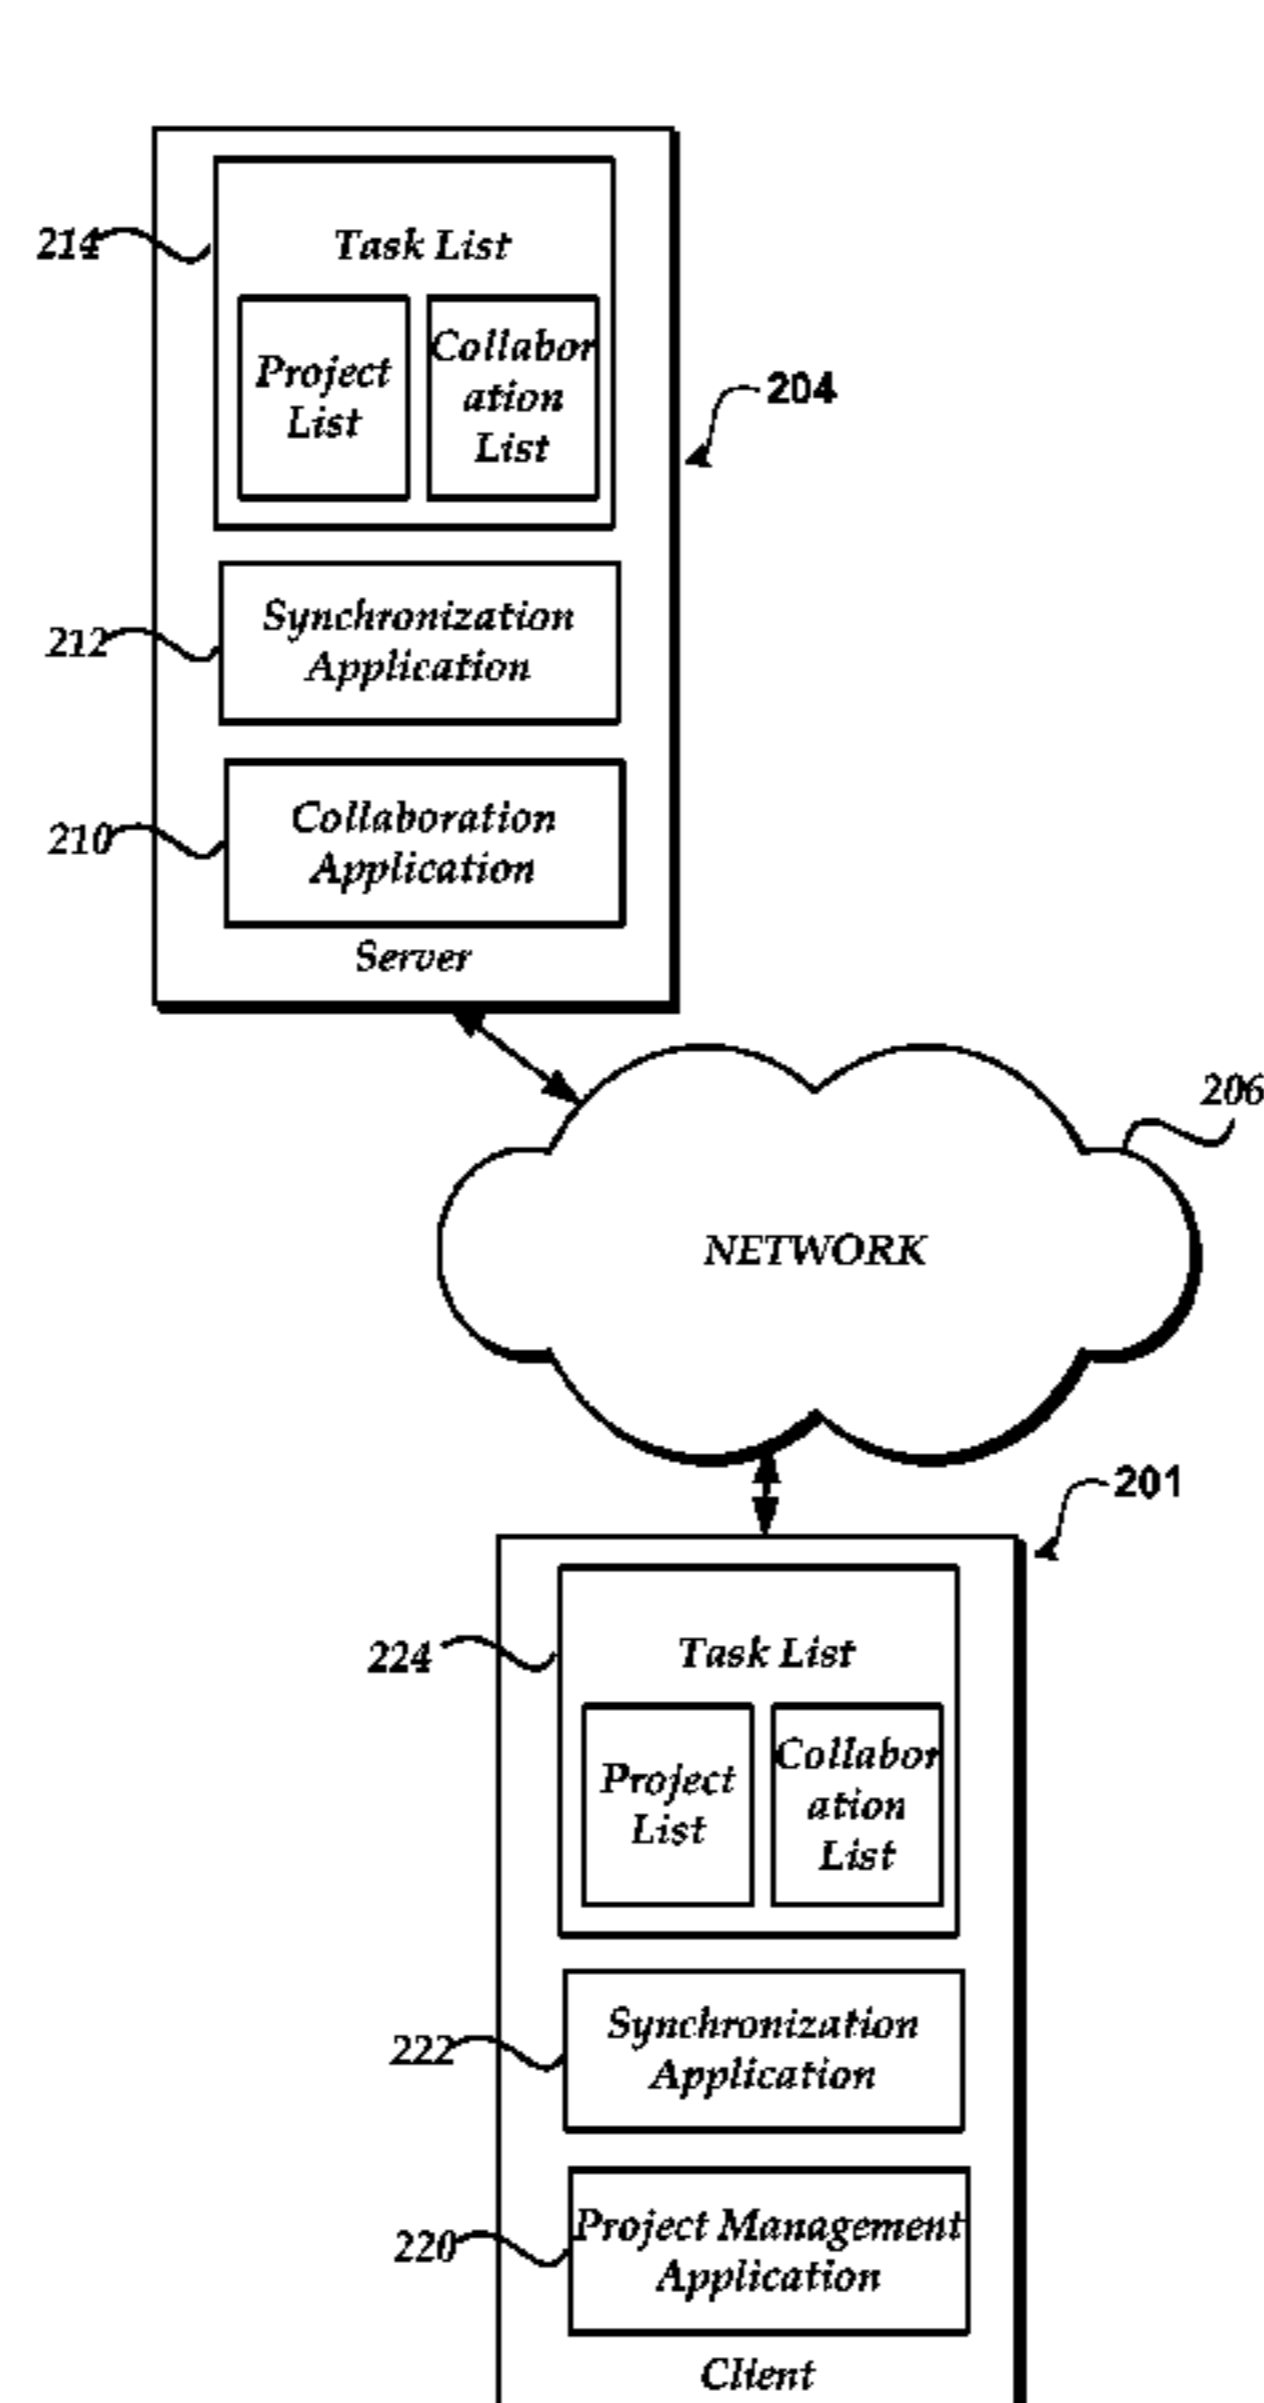 214
Task List
Project
List
Collabor
ation
List
204
212
Synchronization
Application
210
Collaboration
Application
Server
206
NETWORK
201
224
Task List
Project
List
Collabor
ation
List
222
Synchronization
Application
220
Project Management
Application
Client